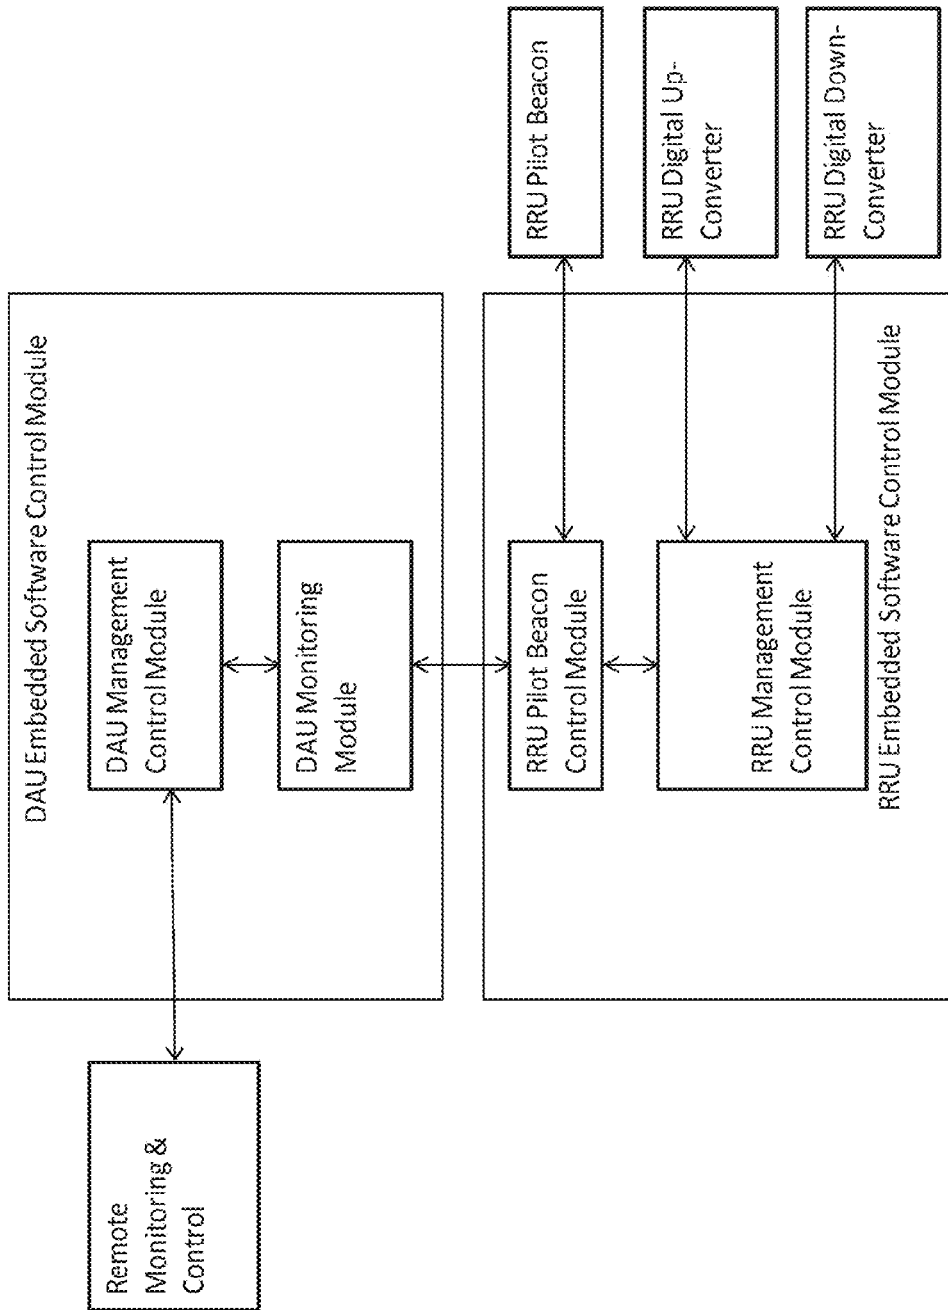 DAU Embedded Software Control Module
DAU Management
Control Module
DAU Monitoring
Module
Remote
Monitoring &
Control
RRU Pilot Beacon
Control Module
RRU Management
Control Module
RRU Embedded Software Control Module
RRU Pilot Beacon
RRU Digital Up-
Converter
RRU Digital Down-
Converter